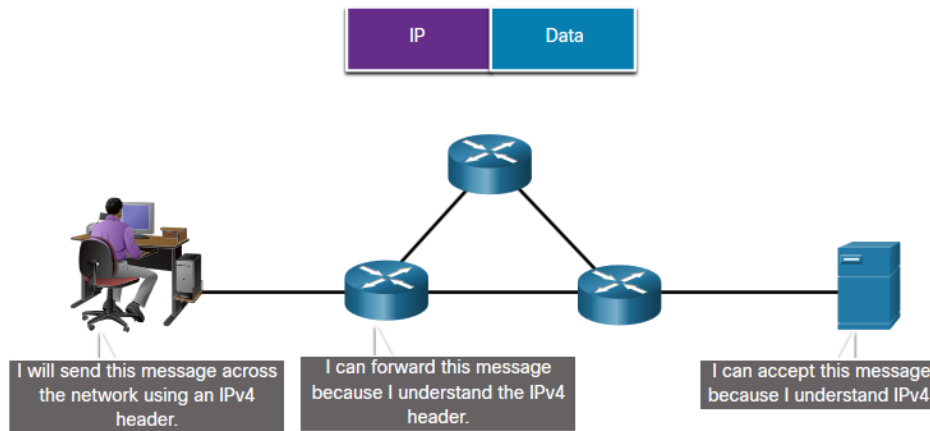 IP
Data
I will send this message across
the network using an IPv4
header.
I can forward this message
because I understand the IPv4
header.
I can accept this message
because I understand IPv4